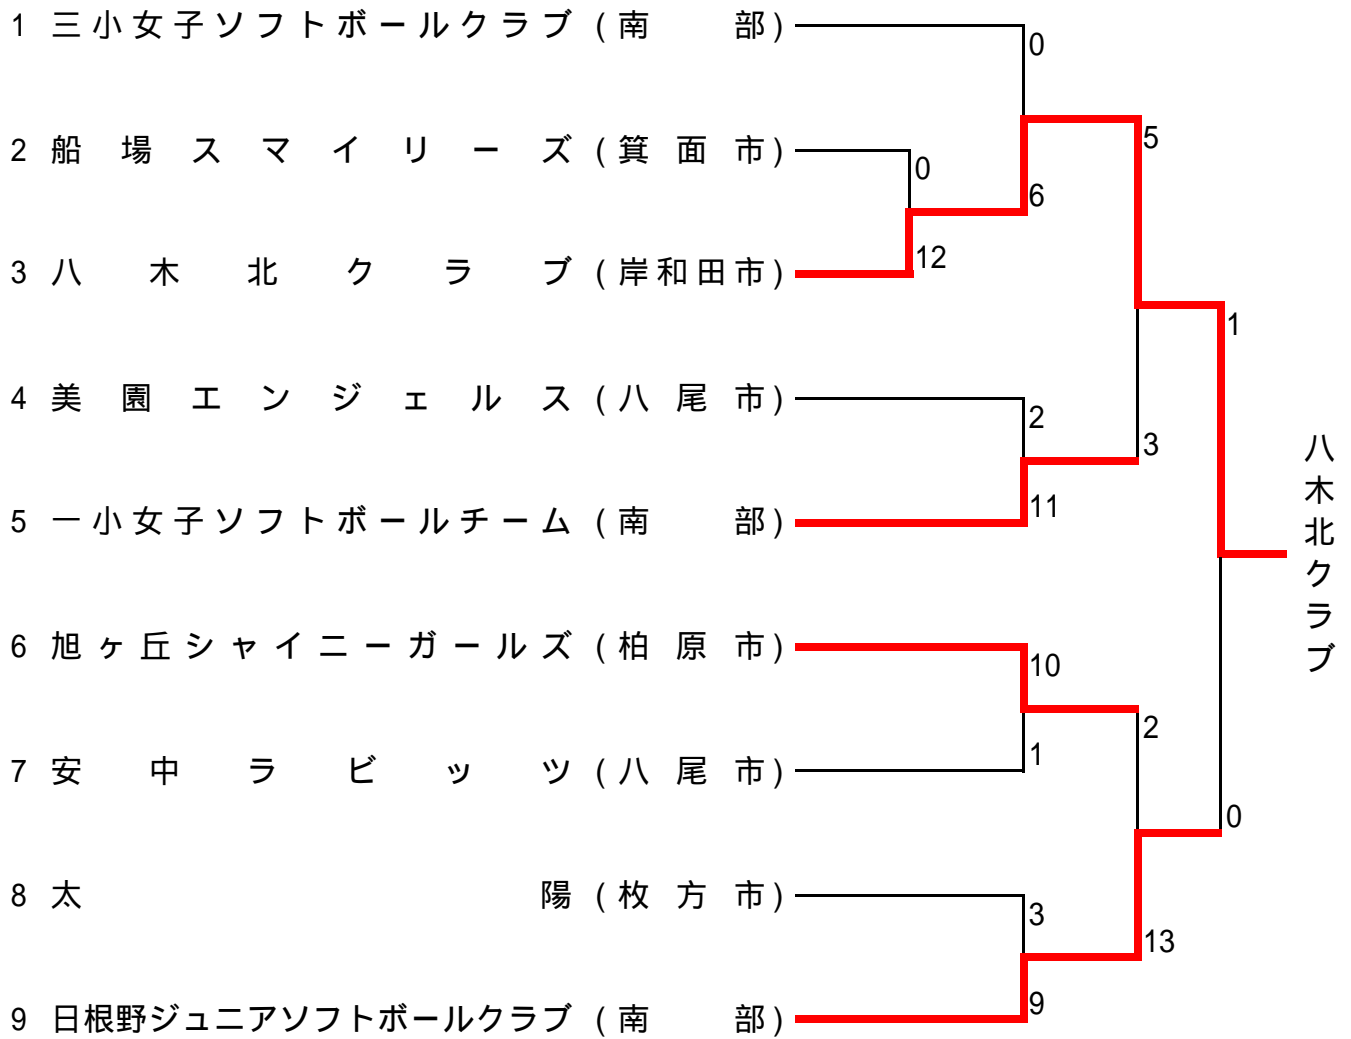 1 三小女子ソフトボールクラブ (南部)
0
5
2 船場スマイリーズ (箕面市)
0
6
3 八木北クラブ (岸和田市)
12
1
4 美園エンジェルス (八尾市)
2
3
5 一小女子ソフトボールチーム (南部)
11
八木北クラブ
6 旭ヶ丘シャイニーガールズ (柏原市)
10
2
7 安中ラビッツ (八尾市)
1
0
8 太陽 (枚方市)
3
13
9 日根野ジュニアソフトボールクラブ (南部)
9